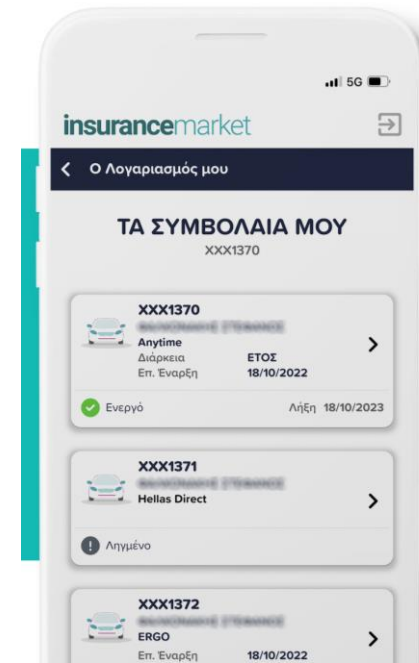 5G
insurancemarket
Ο Λογαριασμός μου
ΤΑ ΣΥΜΒΟΛΑΙΑ ΜΟΥ
XXX1370
XXX1370
Anytime
Διάρκεια ΕΤΟΣ
Επ. Έναρξη 18/10/2022
Ενεργό Λήξη 18/10/2023
XXX1371
Hellas Direct
Ληγμένο
XXX1372
ERGO
Επ. Έναρξη 18/10/2022